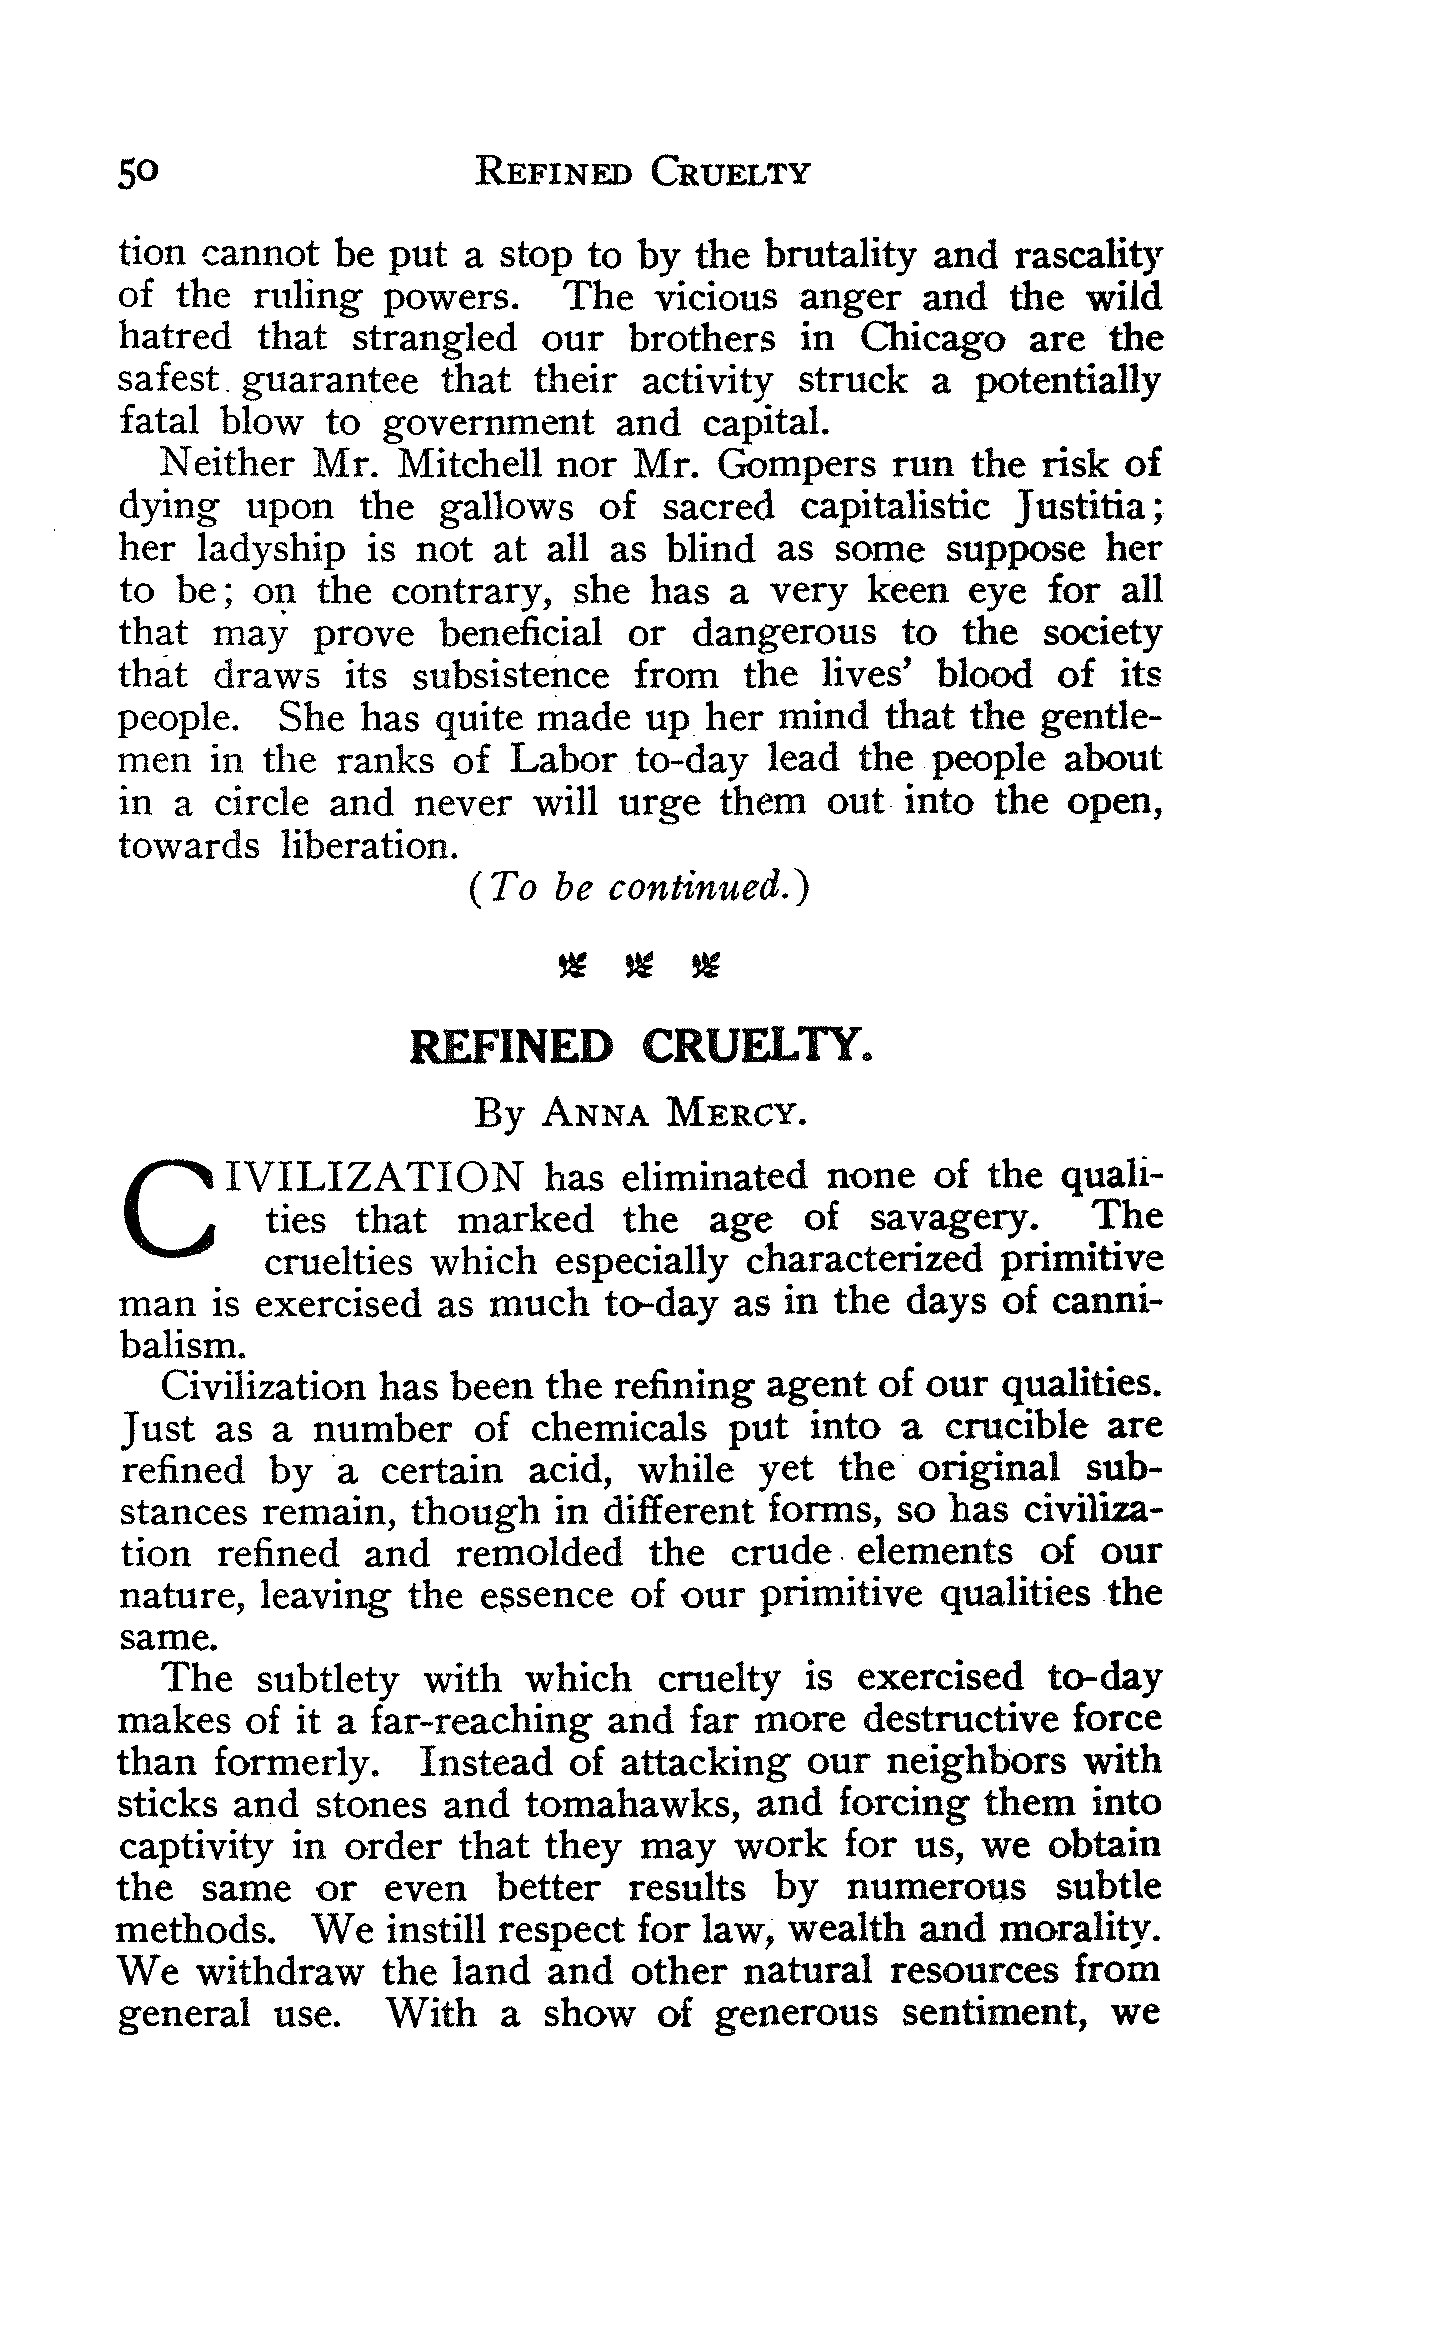 50 REFINED CRUELTY
tion cannot be put a stop to by the brutality and rascality
of the ruling powers. The vicious anger and the wild
hatred that strangled our brothers in Chicago are the
safest guarantee that their activity struck a potentially
fatal blow to government and capital.
Neither Mr. Mitchell nor Mr. Gompers run the risk of
dying upon the gallows of sacred capitalistic Justitia;
her ladyship is not at all as blind as some suppose her
to be; on the contrary, she has a very keen eye for all
that may prove beneficial or dangerous to the society
that draws its subsistence from the lives' blood of its
people. She has quite made up her mind that the gentle-
men in the ranks of Labor to-day lead the people about
in a circle and never will urge them out into the open,
towards liberation.
(To be continued.)
REFINED CRUELTY.
By ANNA MERCY.
CIVILIZATION has eliminated none of the quali-
ties that marked the age of savagery. The
cruelties which especially characterized primitive
man is exercised as much to-day as in the days of canni-
balism.
Civilization has been the refining agent of our qualities.
Just as a number of chemicals put into a crucible are
refined by a certain acid, while yet the original sub-
stances remain, though in different forms, so has civiliza-
tion refined and remolded the crude elements of our
nature, leaving the essence of our primitive qualities the
same.
The subtlety with which cruelty is exercised to-day
makes of it a far-reaching and far more destructive force
than formerly. Instead of attacking our neighbors with
sticks and stones and tomahawks, and forcing them into
captivity in order that they may work for us, we obtain
the same or even better results by numerous subtle
methods. We instill respect for law, wealth and morality.
We withdraw the land and other natural resources from
general use. With a show of generous sentiment, we